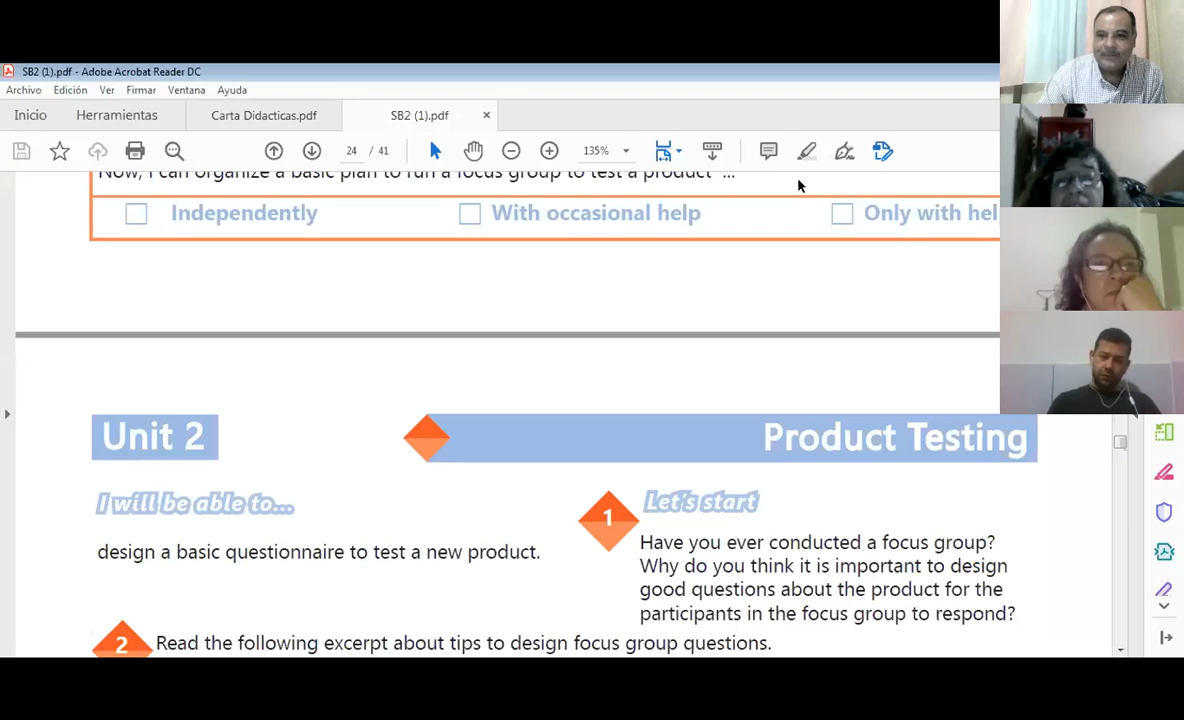 SB2 (1).pdf - Adobe Acrobat Reader DC
Archivo Edición Ver Firmar Ventana Ayuda
Inicio Herramientas Carta Didacticas.pdf SB2 (1).pdf ×
24 / 41 135%
Now, I can organize a basic plan to run a focus group to test a product ...
Independently With occasional help Only with hel
Unit 2 Product Testing
I will be able to...
design a basic questionnaire to test a new product.
1 Let's start
Have you ever conducted a focus group?
Why do you think it is important to design
good questions about the product for the
participants in the focus group to respond?
2 Read the following excerpt about tips to design focus group questions.